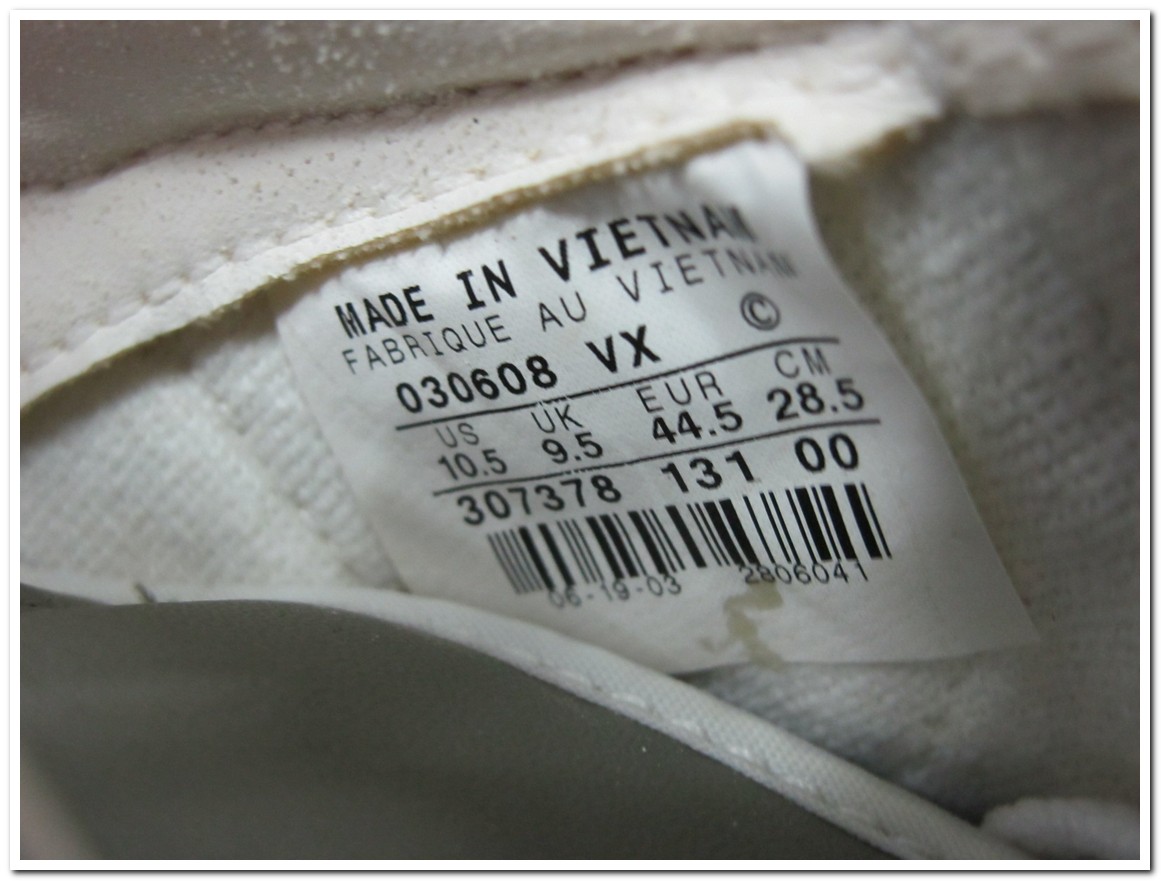 MADE IN VIETNAM
FABRIQUE AU VIETNAM
030608 VX ©
US UK EUR CM
10.5 9.5 44.5 28.5
307378 131 00
06-19-03 2806041